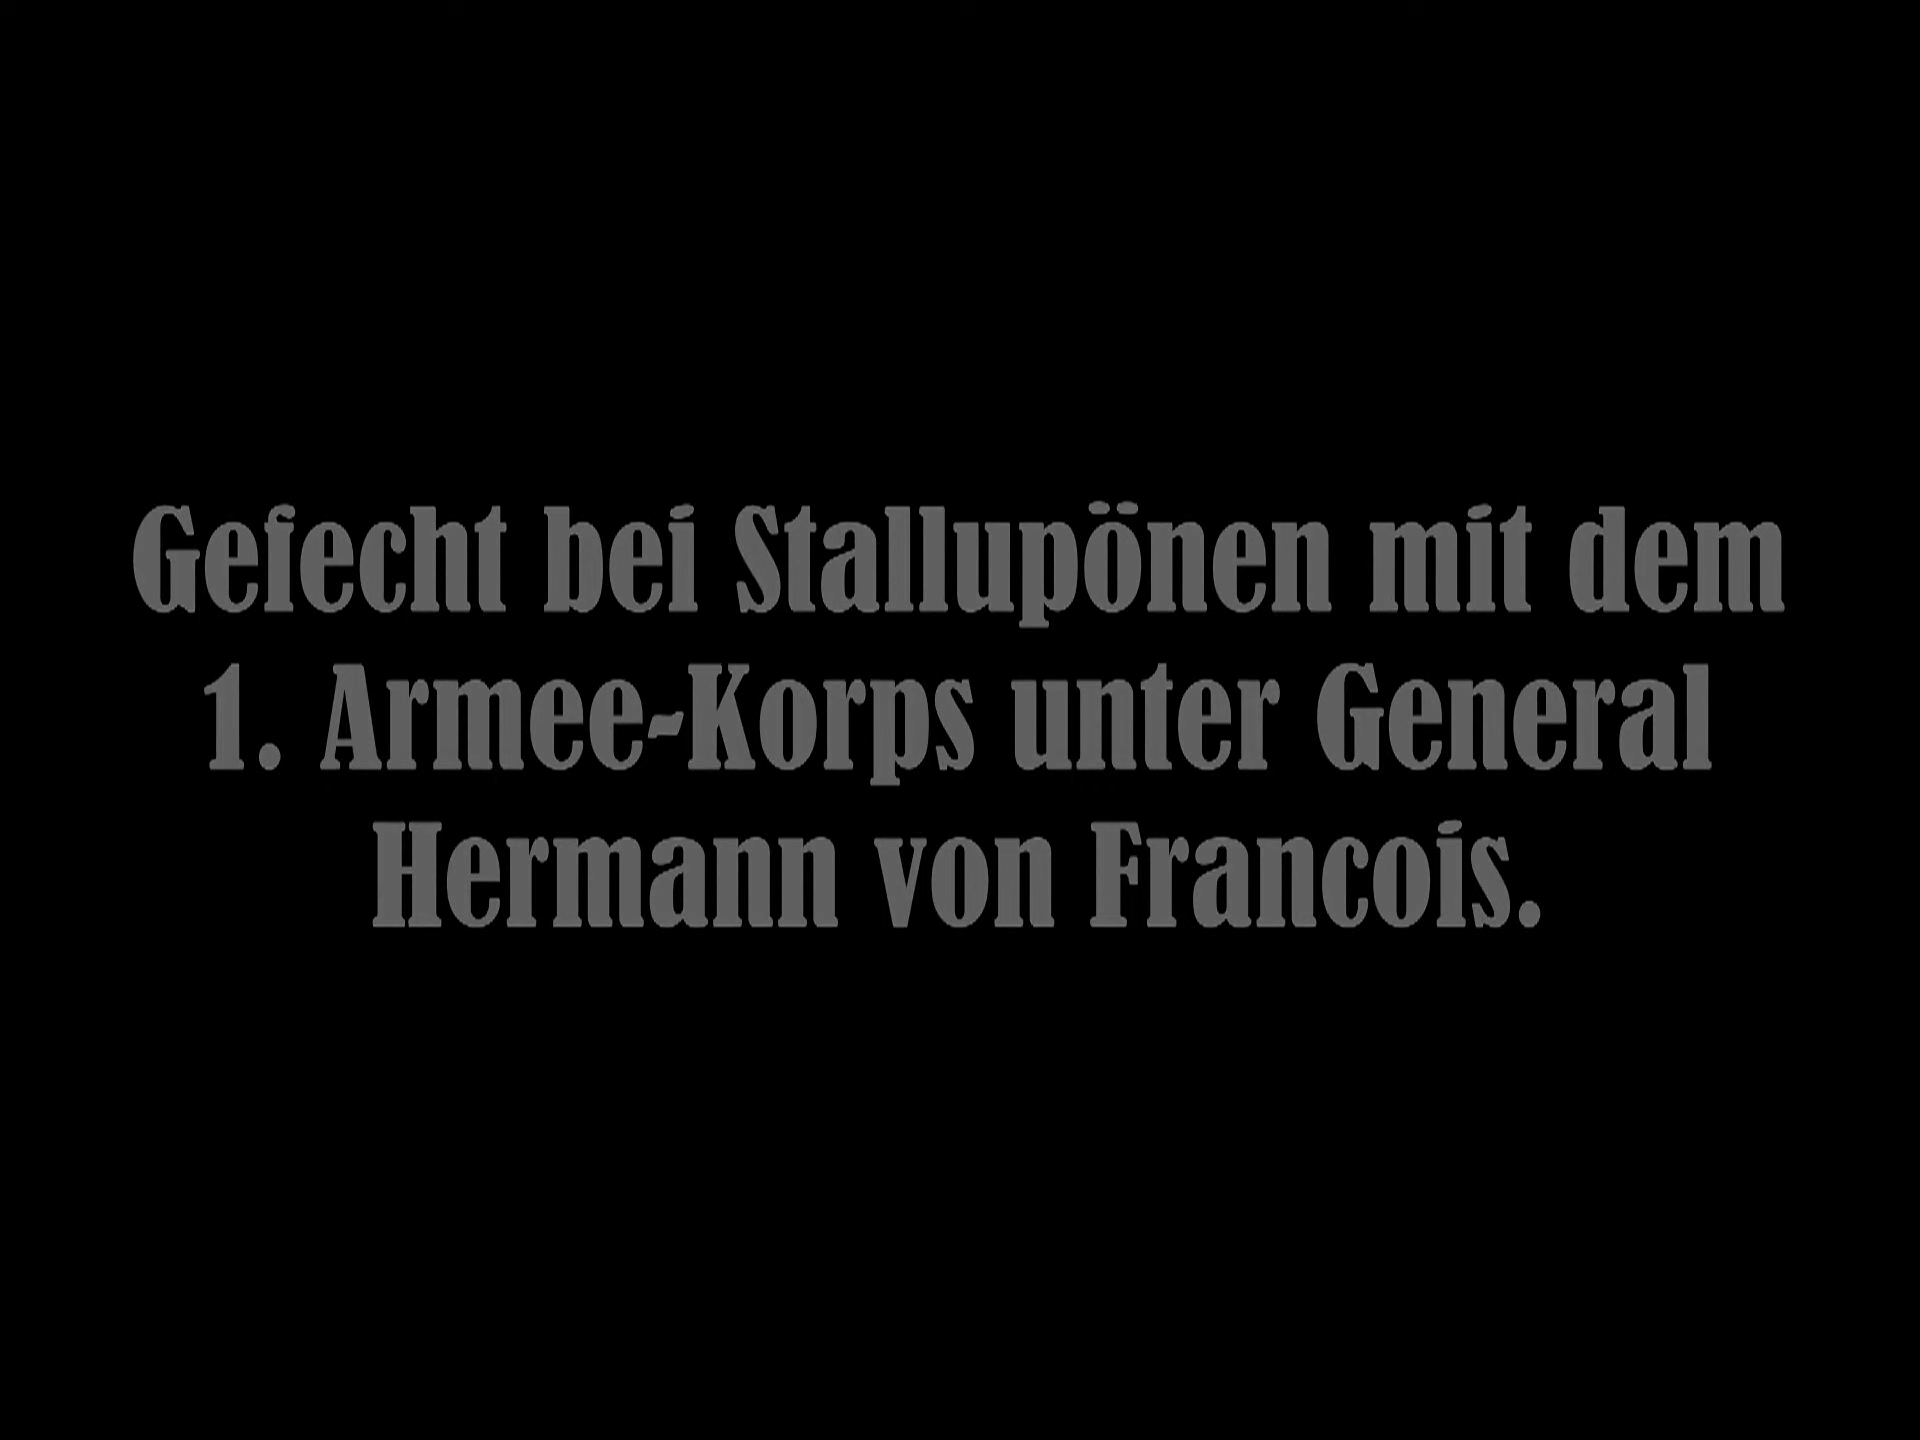 Gefecht bei Stallupönen mit dem
1. Armee-Korps unter General
Hermann von Francois.